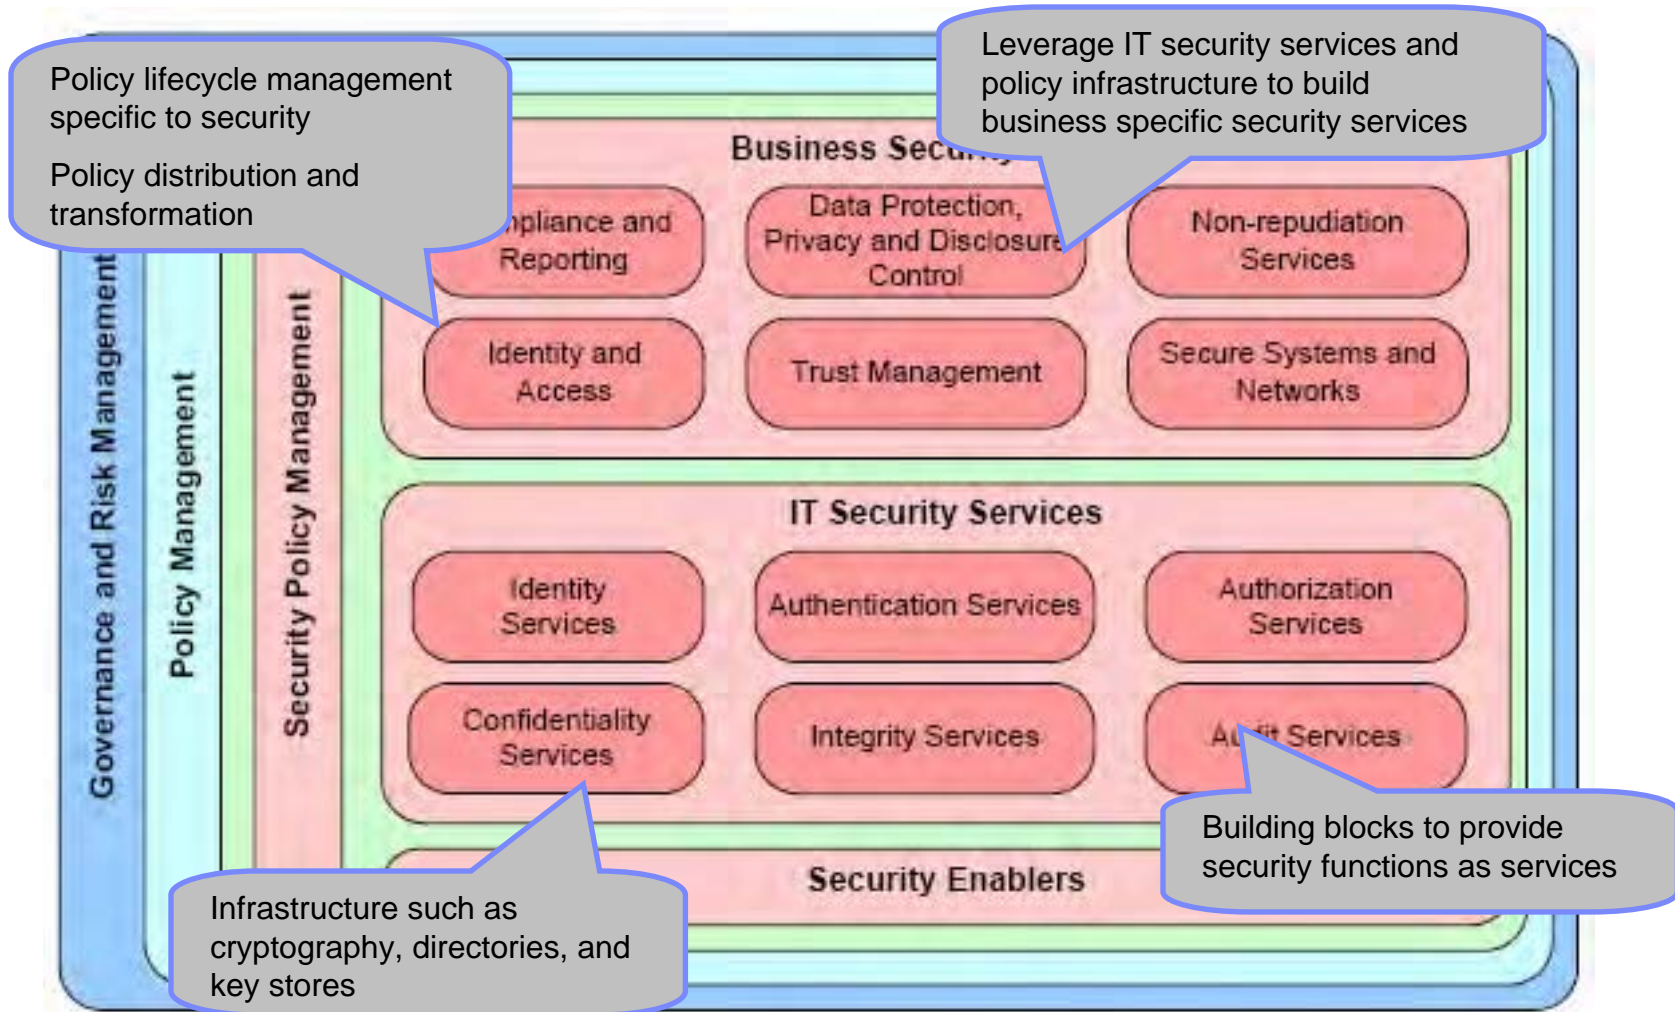 Policy lifecycle management
specific to security
Policy distribution and
transformation
Leverage IT security services and
policy infrastructure to build
business specific security services
Business Security
mpliance and
Reporting
Data Protection,
Privacy and Disclosure
Control
Non-repudiation
Services
Identity and
Access
Trust Management
Secure Systems and
Networks
Governance and Risk Management
Policy Management
Security Policy Management
IT Security Services
Identity
Services
Authentication Services
Authorization
Services
Confidentiality
Services
Integrity Services
Audit Services
Building blocks to provide
security functions as services
Security Enablers
Infrastructure such as
cryptography, directories, and
key stores